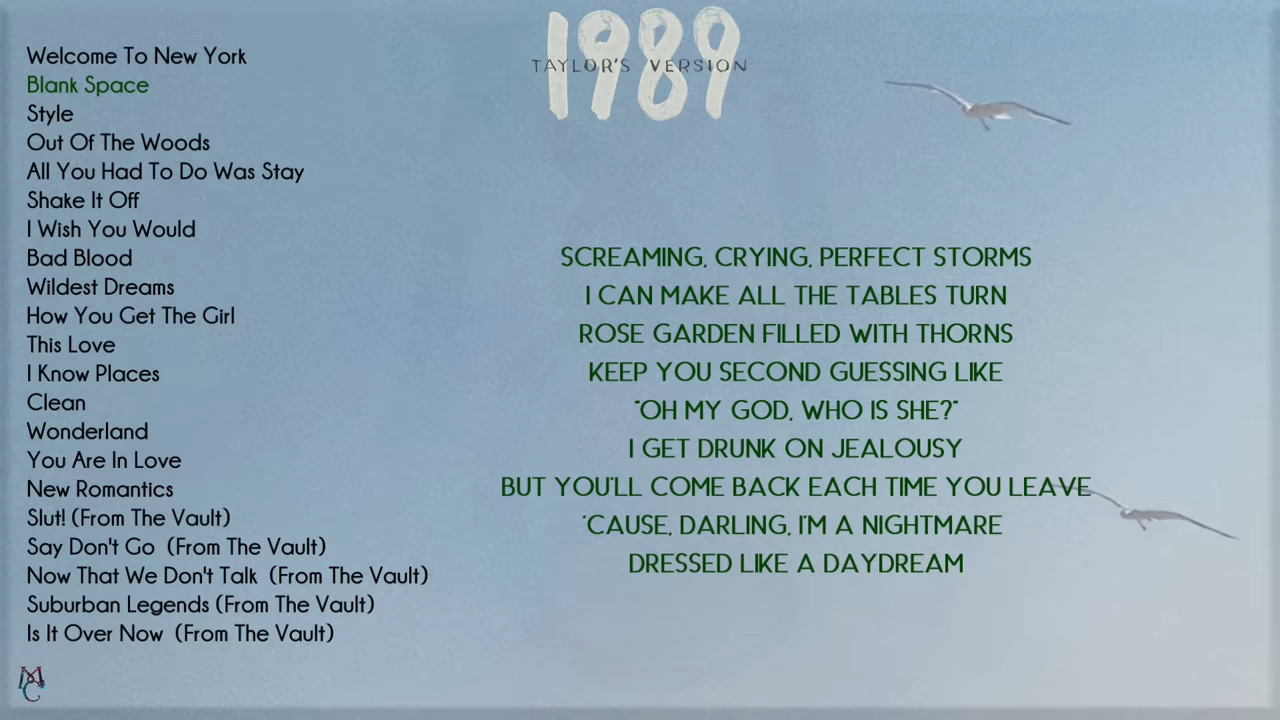 1989
TAYLOR'S VERSION
Welcome To New York
Blank Space
Style
Out Of The Woods
All You Had To Do Was Stay
Shake It Off
I Wish You Would
Bad Blood
Wildest Dreams
How You Get The Girl
This Love
I Know Places
Clean
Wonderland
You Are In Love
New Romantics
Slut! (From The Vault)
Say Don't Go (From The Vault)
Now That We Don't Talk (From The Vault)
Suburban Legends (From The Vault)
Is It Over Now (From The Vault)
SCREAMING, CRYING, PERFECT STORMS
I CAN MAKE ALL THE TABLES TURN
ROSE GARDEN FILLED WITH THORNS
KEEP YOU SECOND GUESSING LIKE
"OH MY GOD, WHO IS SHE?"
I GET DRUNK ON JEALOUSY
BUT YOU'LL COME BACK EACH TIME YOU LEAVE
'CAUSE, DARLING, I'M A NIGHTMARE
DRESSED LIKE A DAYDREAM
MC